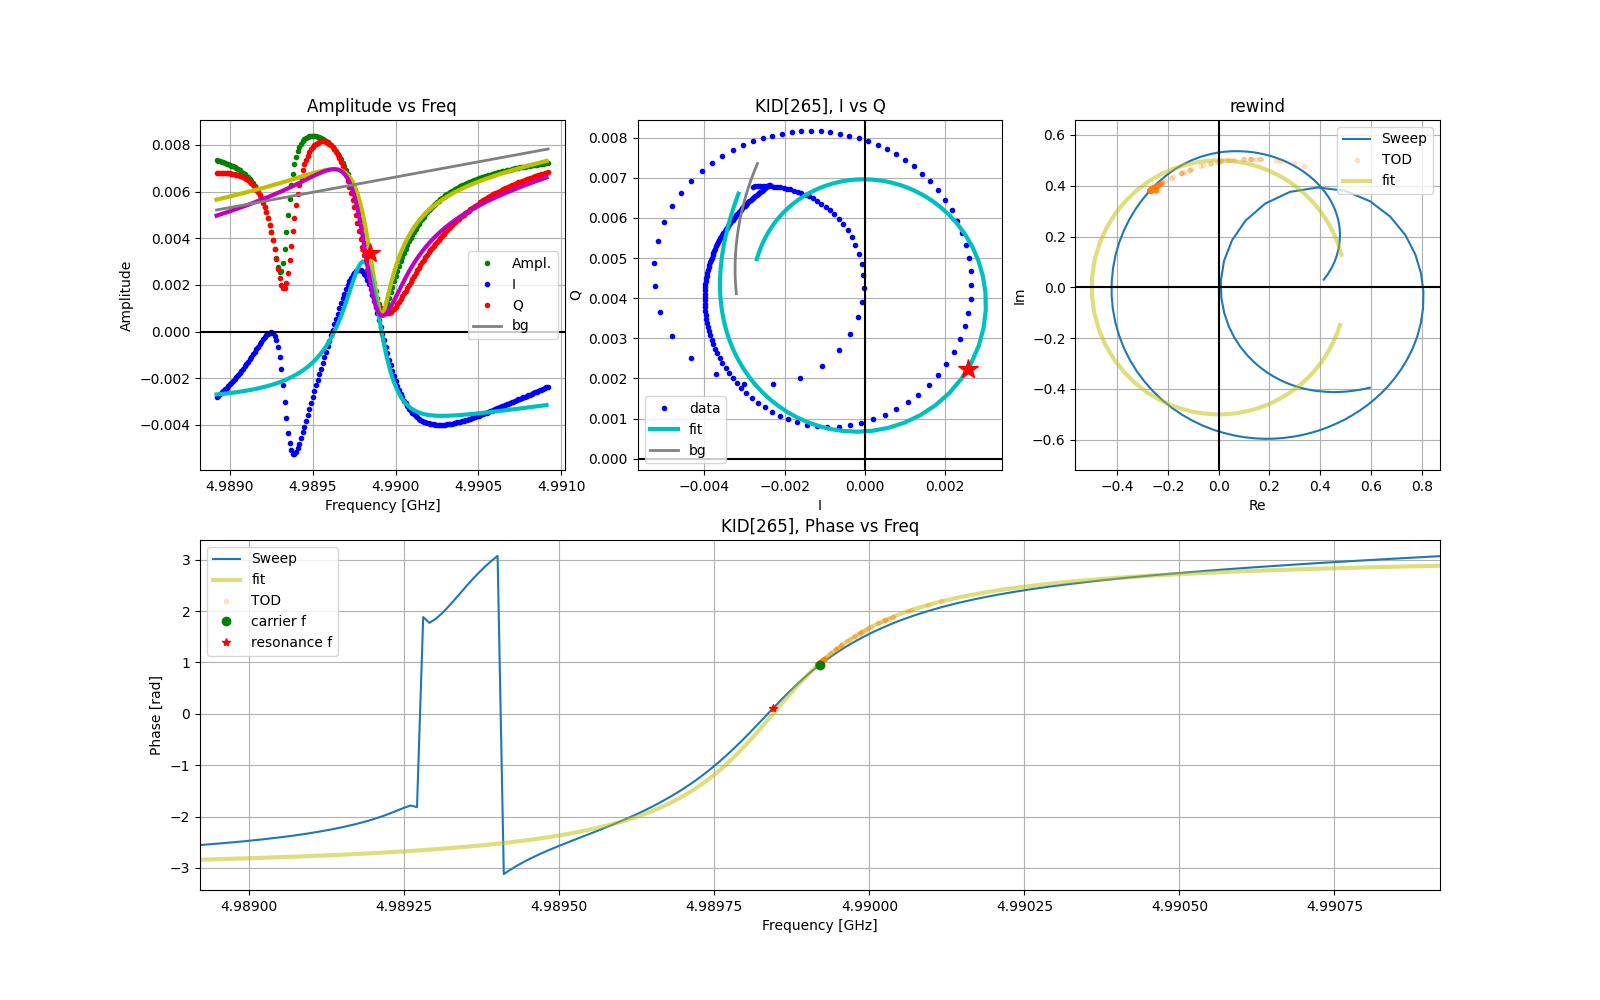 Amplitude vs Freq
Amplitude
0.008
0.006
0.004
0.002
0.000
−0.002
−0.004
Ampl.
I
Q
bg
4.9890 4.9895 4.9900 4.9905 4.9910
Frequency [GHz]
KID[265], I vs Q
Q
0.008
0.007
0.006
0.005
0.004
0.003
0.002
0.001
0.000
data
fit
bg
−0.004 −0.002 0.000 0.002
I
rewind
Im
0.6
0.4
0.2
0.0
−0.2
−0.4
−0.6
Sweep
TOD
fit
−0.4 −0.2 0.0 0.2 0.4 0.6 0.8
Re
KID[265], Phase vs Freq
Phase [rad]
3
2
1
0
−1
−2
−3
Sweep
fit
TOD
carrier f
resonance f
4.98900 4.98925 4.98950 4.98975 4.99000 4.99025 4.99050 4.99075
Frequency [GHz]